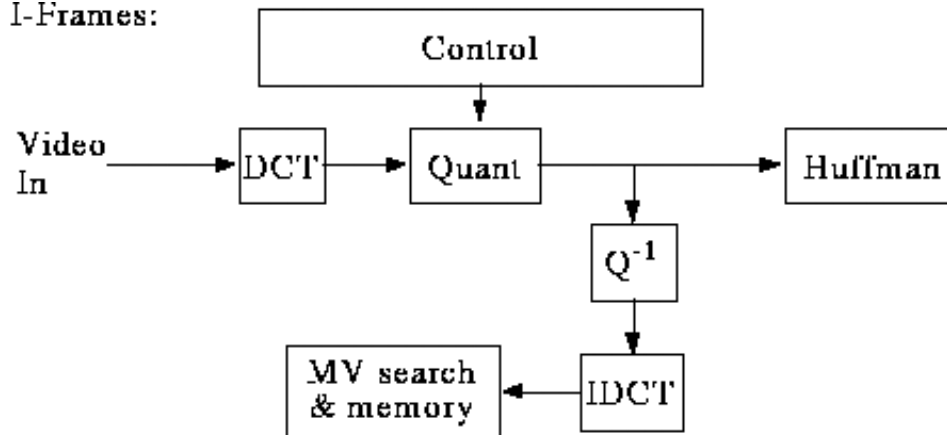 I-Frames:
Control
Video
In
DCT
Quant
Huffman
Q-1
MV search
& memory
IDCT